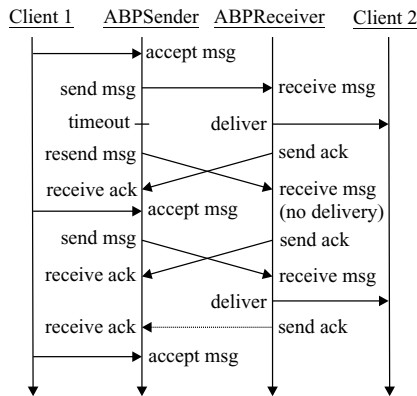 Client 1 ABPSender ABPReceiver Client 2
accept msg
send msg receive msg
timeout deliver
resend msg send ack
receive ack receive msg
accept msg (no delivery)
send msg send ack
receive ack receive msg
deliver
receive ack send ack
accept msg